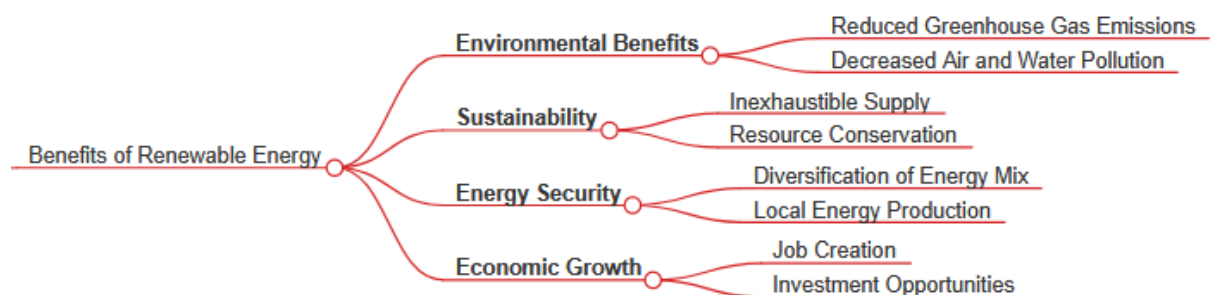 Benefits of Renewable Energy
Environmental Benefits
Reduced Greenhouse Gas Emissions
Decreased Air and Water Pollution
Sustainability
Inexhaustible Supply
Resource Conservation
Energy Security
Diversification of Energy Mix
Local Energy Production
Economic Growth
Job Creation
Investment Opportunities